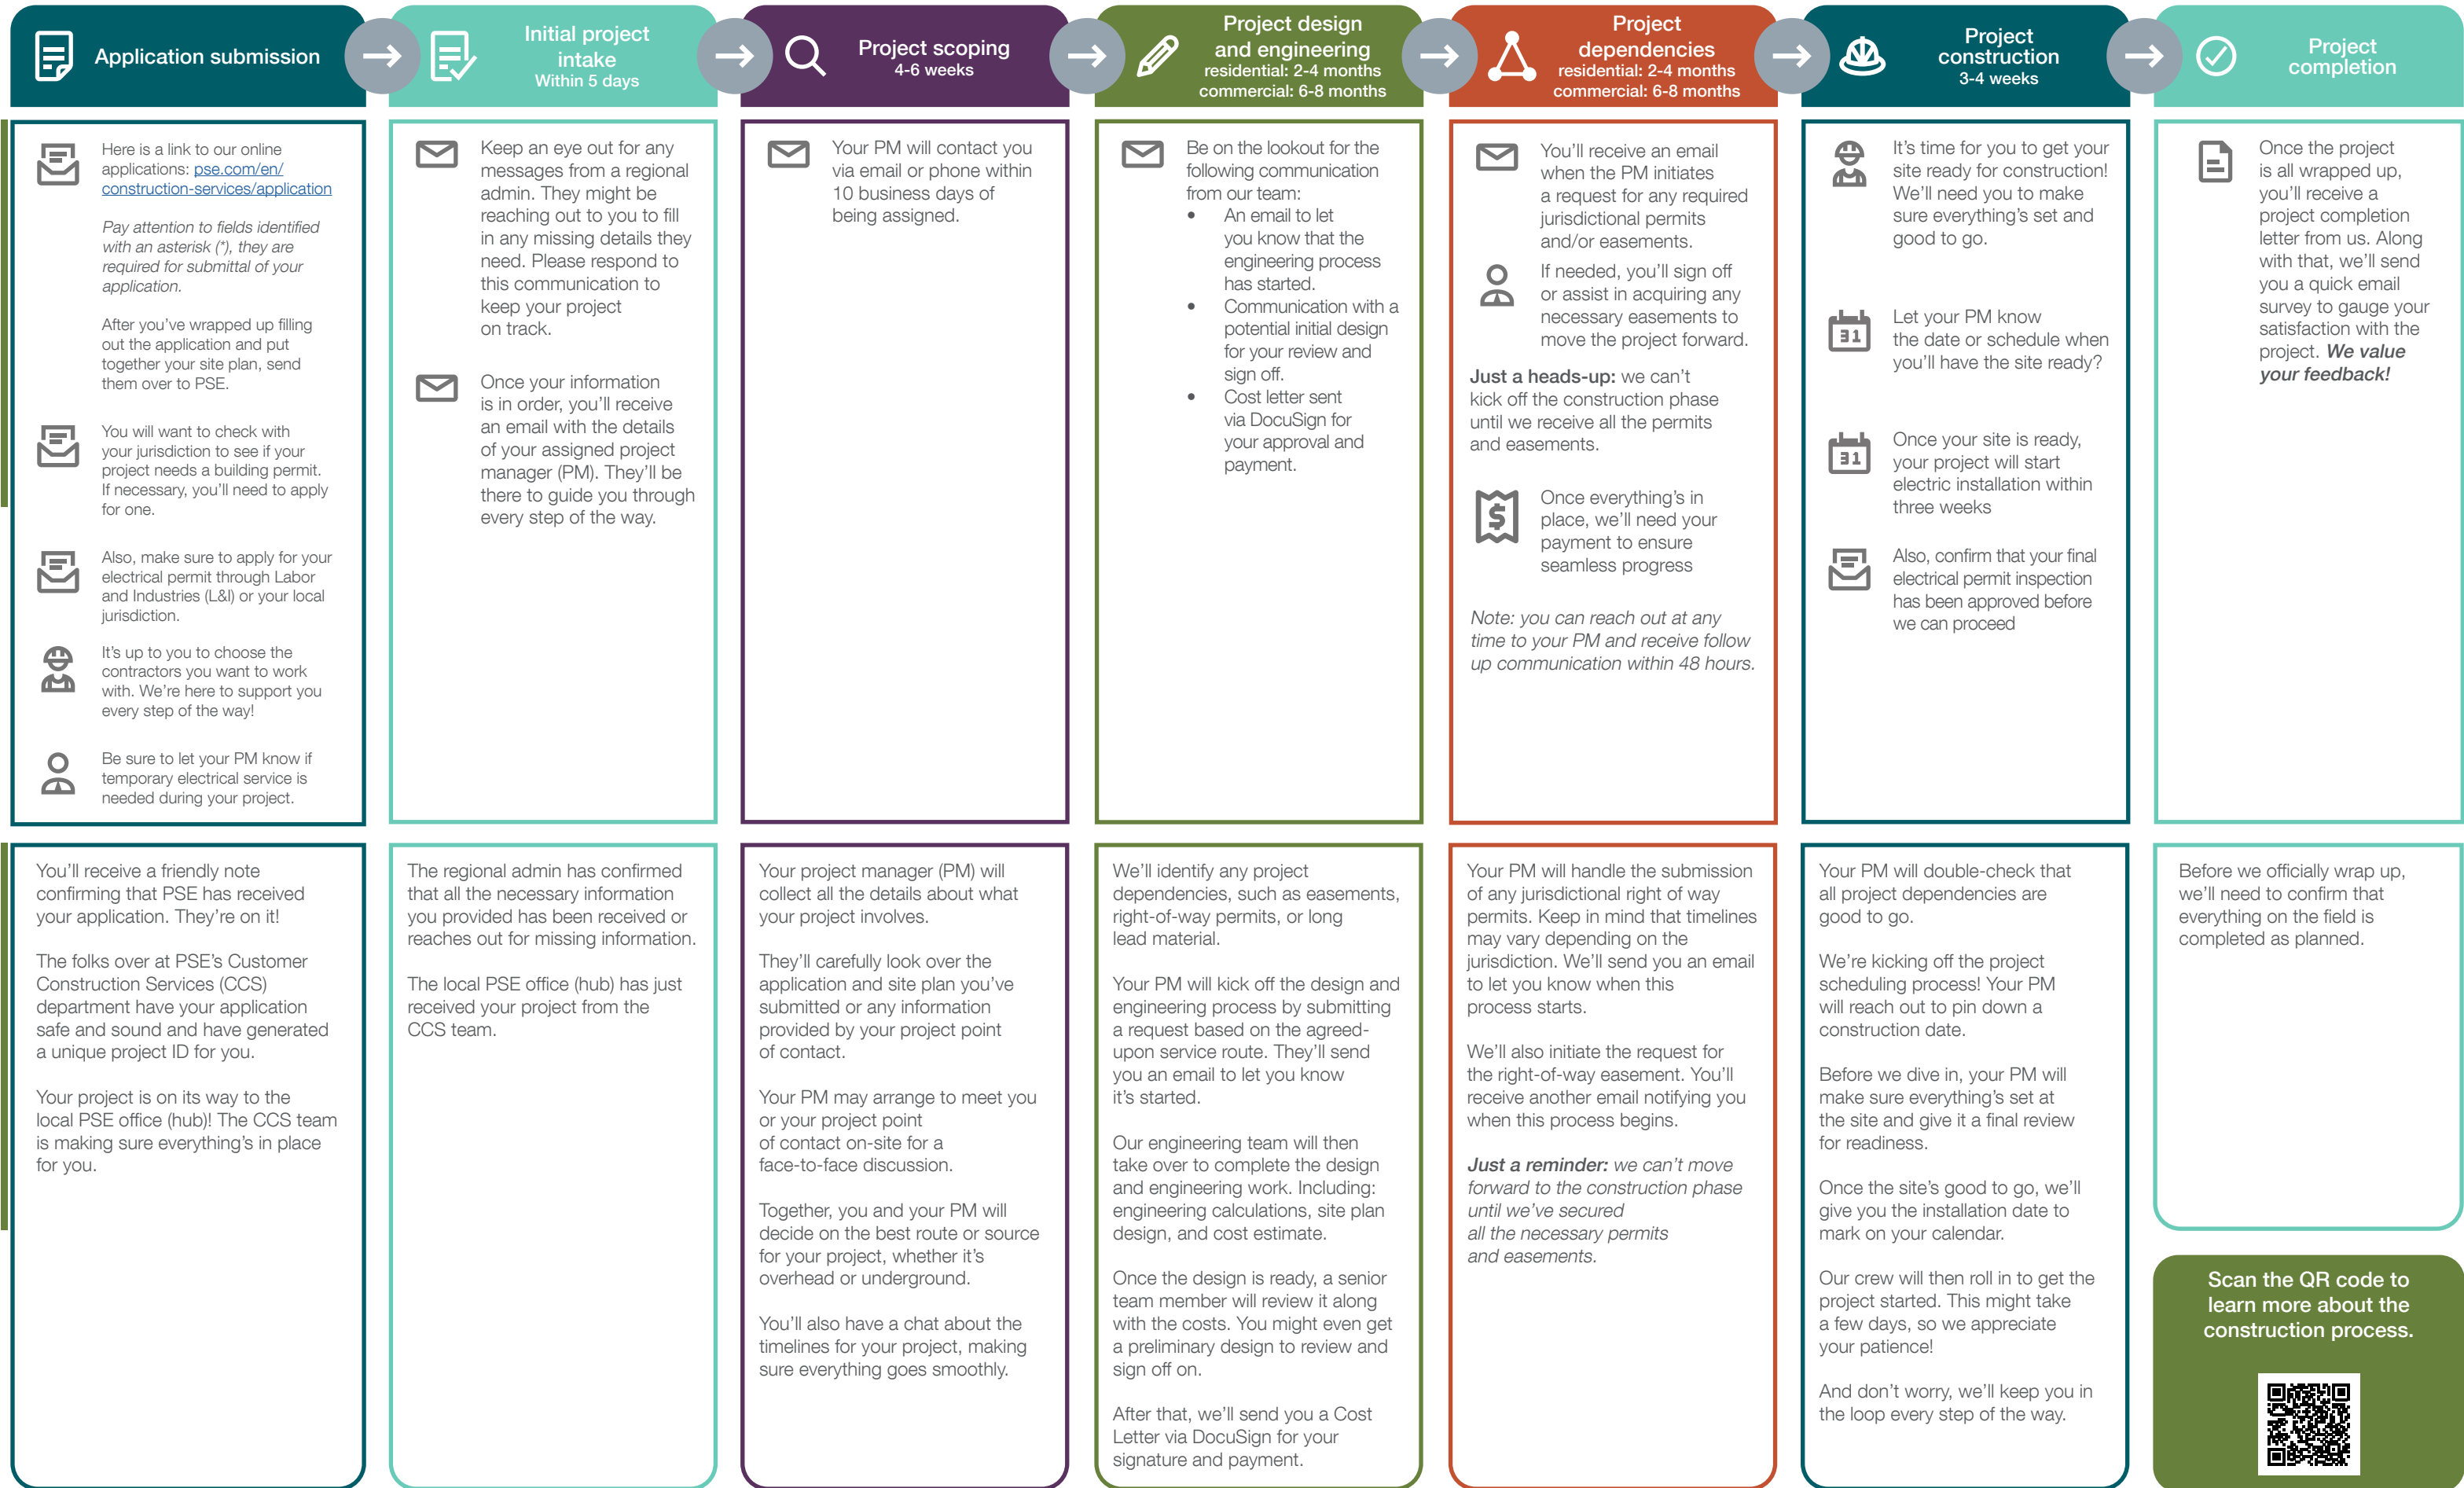 Application submission
Initial project
intake
Within 5 days
Project scoping
4-6 weeks
Project design
and engineering
residential: 2-4 months
commercial: 6-8 months
Project
dependencies
residential: 2-4 months
commercial: 6-8 months
Project
construction
3-4 weeks
Project
completion
Here is a link to our online
applications: pse.com/en/
construction-services/application
Pay attention to fields identified
with an asterisk (*), they are
required for submittal of your
application.
After you've wrapped up filling
out the application and put
together your site plan, send
them over to PSE.
You will want to check with
your jurisdiction to see if your
project needs a building permit.
If necessary, you'll need to apply
for one.
Also, make sure to apply for your
electrical permit through Labor
and Industries (L&I) or your local
jurisdiction.
It's up to you to choose the
contractors you want to work
with. We're here to support you
every step of the way!
Be sure to let your PM know if
temporary electrical service is
needed during your project.
Keep an eye out for any
messages from a regional
admin. They might be
reaching out to you to fill
in any missing details they
need. Please respond to
this communication to
keep your project
on track.
Once your information
is in order, you'll receive
an email with the details
of your assigned project
manager (PM). They'll be
there to guide you through
every step of the way.
Your PM will contact you
via email or phone within
10 business days of
being assigned.
Be on the lookout for the
following communication
from our team:
• An email to let
you know that the
engineering process
has started.
• Communication with a
potential initial design
for your review and
sign off.
• Cost letter sent
via DocuSign for
your approval and
payment.
You'll receive an email
when the PM initiates
a request for any required
jurisdictional permits
and/or easements.
If needed, you'll sign off
or assist in acquiring any
necessary easements to
move the project forward.
Just a heads-up: we can't
kick off the construction phase
until we receive all the permits
and easements.
Once everything's in
place, we'll need your
payment to ensure
seamless progress
Note: you can reach out at any
time to your PM and receive follow
up communication within 48 hours.
It's time for you to get your
site ready for construction!
We'll need you to make
sure everything's set and
good to go.
31
Let your PM know
the date or schedule when
you'll have the site ready?
31
Once your site is ready,
your project will start
electric installation within
three weeks
Also, confirm that your final
electrical permit inspection
has been approved before
we can proceed
Once the project
is all wrapped up,
you'll receive a
project completion
letter from us. Along
with that, we'll send
you a quick email
survey to gauge your
satisfaction with the
project. We value
your feedback!
You'll receive a friendly note
confirming that PSE has received
your application. They're on it!
The folks over at PSE's Customer
Construction Services (CCS)
department have your application
safe and sound and have generated
a unique project ID for you.
Your project is on its way to the
local PSE office (hub)! The CCS team
is making sure everything's in place
for you.
The regional admin has confirmed
that all the necessary information
you provided has been received or
reaches out for missing information.
The local PSE office (hub) has just
received your project from the
CCS team.
Your project manager (PM) will
collect all the details about what
your project involves.
They'll carefully look over the
application and site plan you've
submitted or any information
provided by your project point
of contact.
Your PM may arrange to meet you
or your project point
of contact on-site for a
face-to-face discussion.
Together, you and your PM will
decide on the best route or source
for your project, whether it's
overhead or underground.
You'll also have a chat about the
timelines for your project, making
sure everything goes smoothly.
We'll identify any project
dependencies, such as easements,
right-of-way permits, or long
lead material.
Your PM will kick off the design and
engineering process by submitting
a request based on the agreed-
upon service route. They'll send
you an email to let you know
it's started.
Our engineering team will then
take over to complete the design
and engineering work. Including:
engineering calculations, site plan
design, and cost estimate.
Once the design is ready, a senior
team member will review it along
with the costs. You might even get
a preliminary design to review and
sign off on.
After that, we'll send you a Cost
Letter via DocuSign for your
signature and payment.
Your PM will handle the submission
of any jurisdictional right of way
permits. Keep in mind that timelines
may vary depending on the
jurisdiction. We'll send you an email
to let you know when this
process starts.
We'll also initiate the request for
the right-of-way easement. You'll
receive another email notifying you
when this process begins.
Just a reminder: we can't move
forward to the construction phase
until we've secured
all the necessary permits
and easements.
Your PM will double-check that
all project dependencies are
good to go.
We're kicking off the project
scheduling process! Your PM
will reach out to pin down a
construction date.
Before we dive in, your PM will
make sure everything's set at
the site and give it a final review
for readiness.
Once the site's good to go, we'll
give you the installation date to
mark on your calendar.
Our crew will then roll in to get the
project started. This might take
a few days, so we appreciate
your patience!
And don't worry, we'll keep you in
the loop every step of the way.
Before we officially wrap up,
we'll need to confirm that
everything on the field is
completed as planned.
Scan the QR code to
learn more about the
construction process.